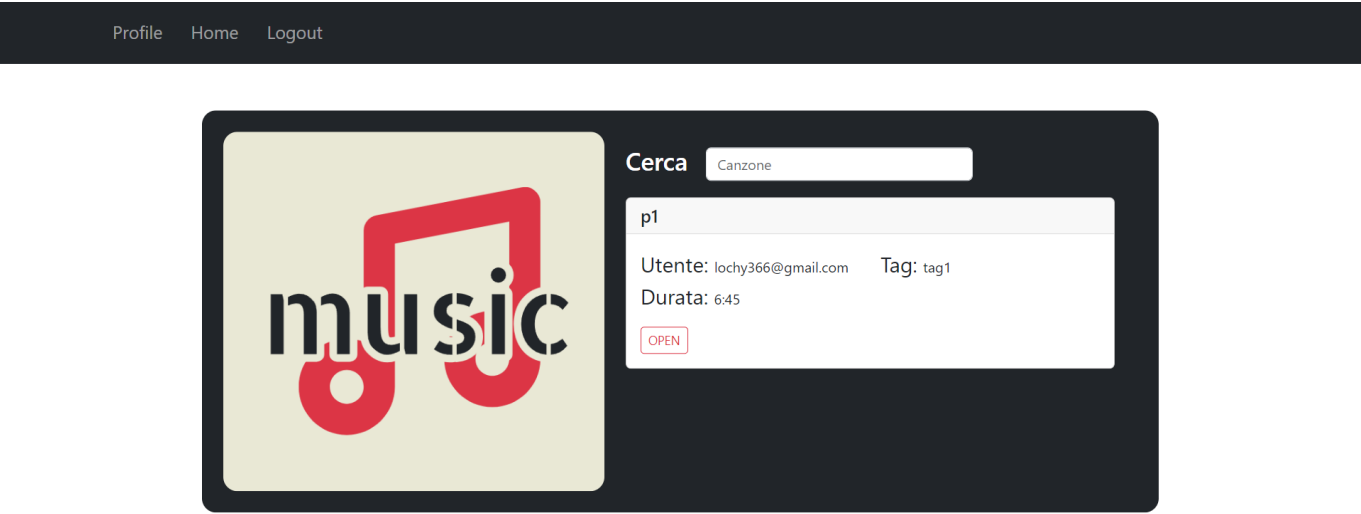 Profile Home Logout
music
Cerca Canzone
p1
Utente: lochy366@gmail.com Tag: tag1
Durata: 6:45
OPEN